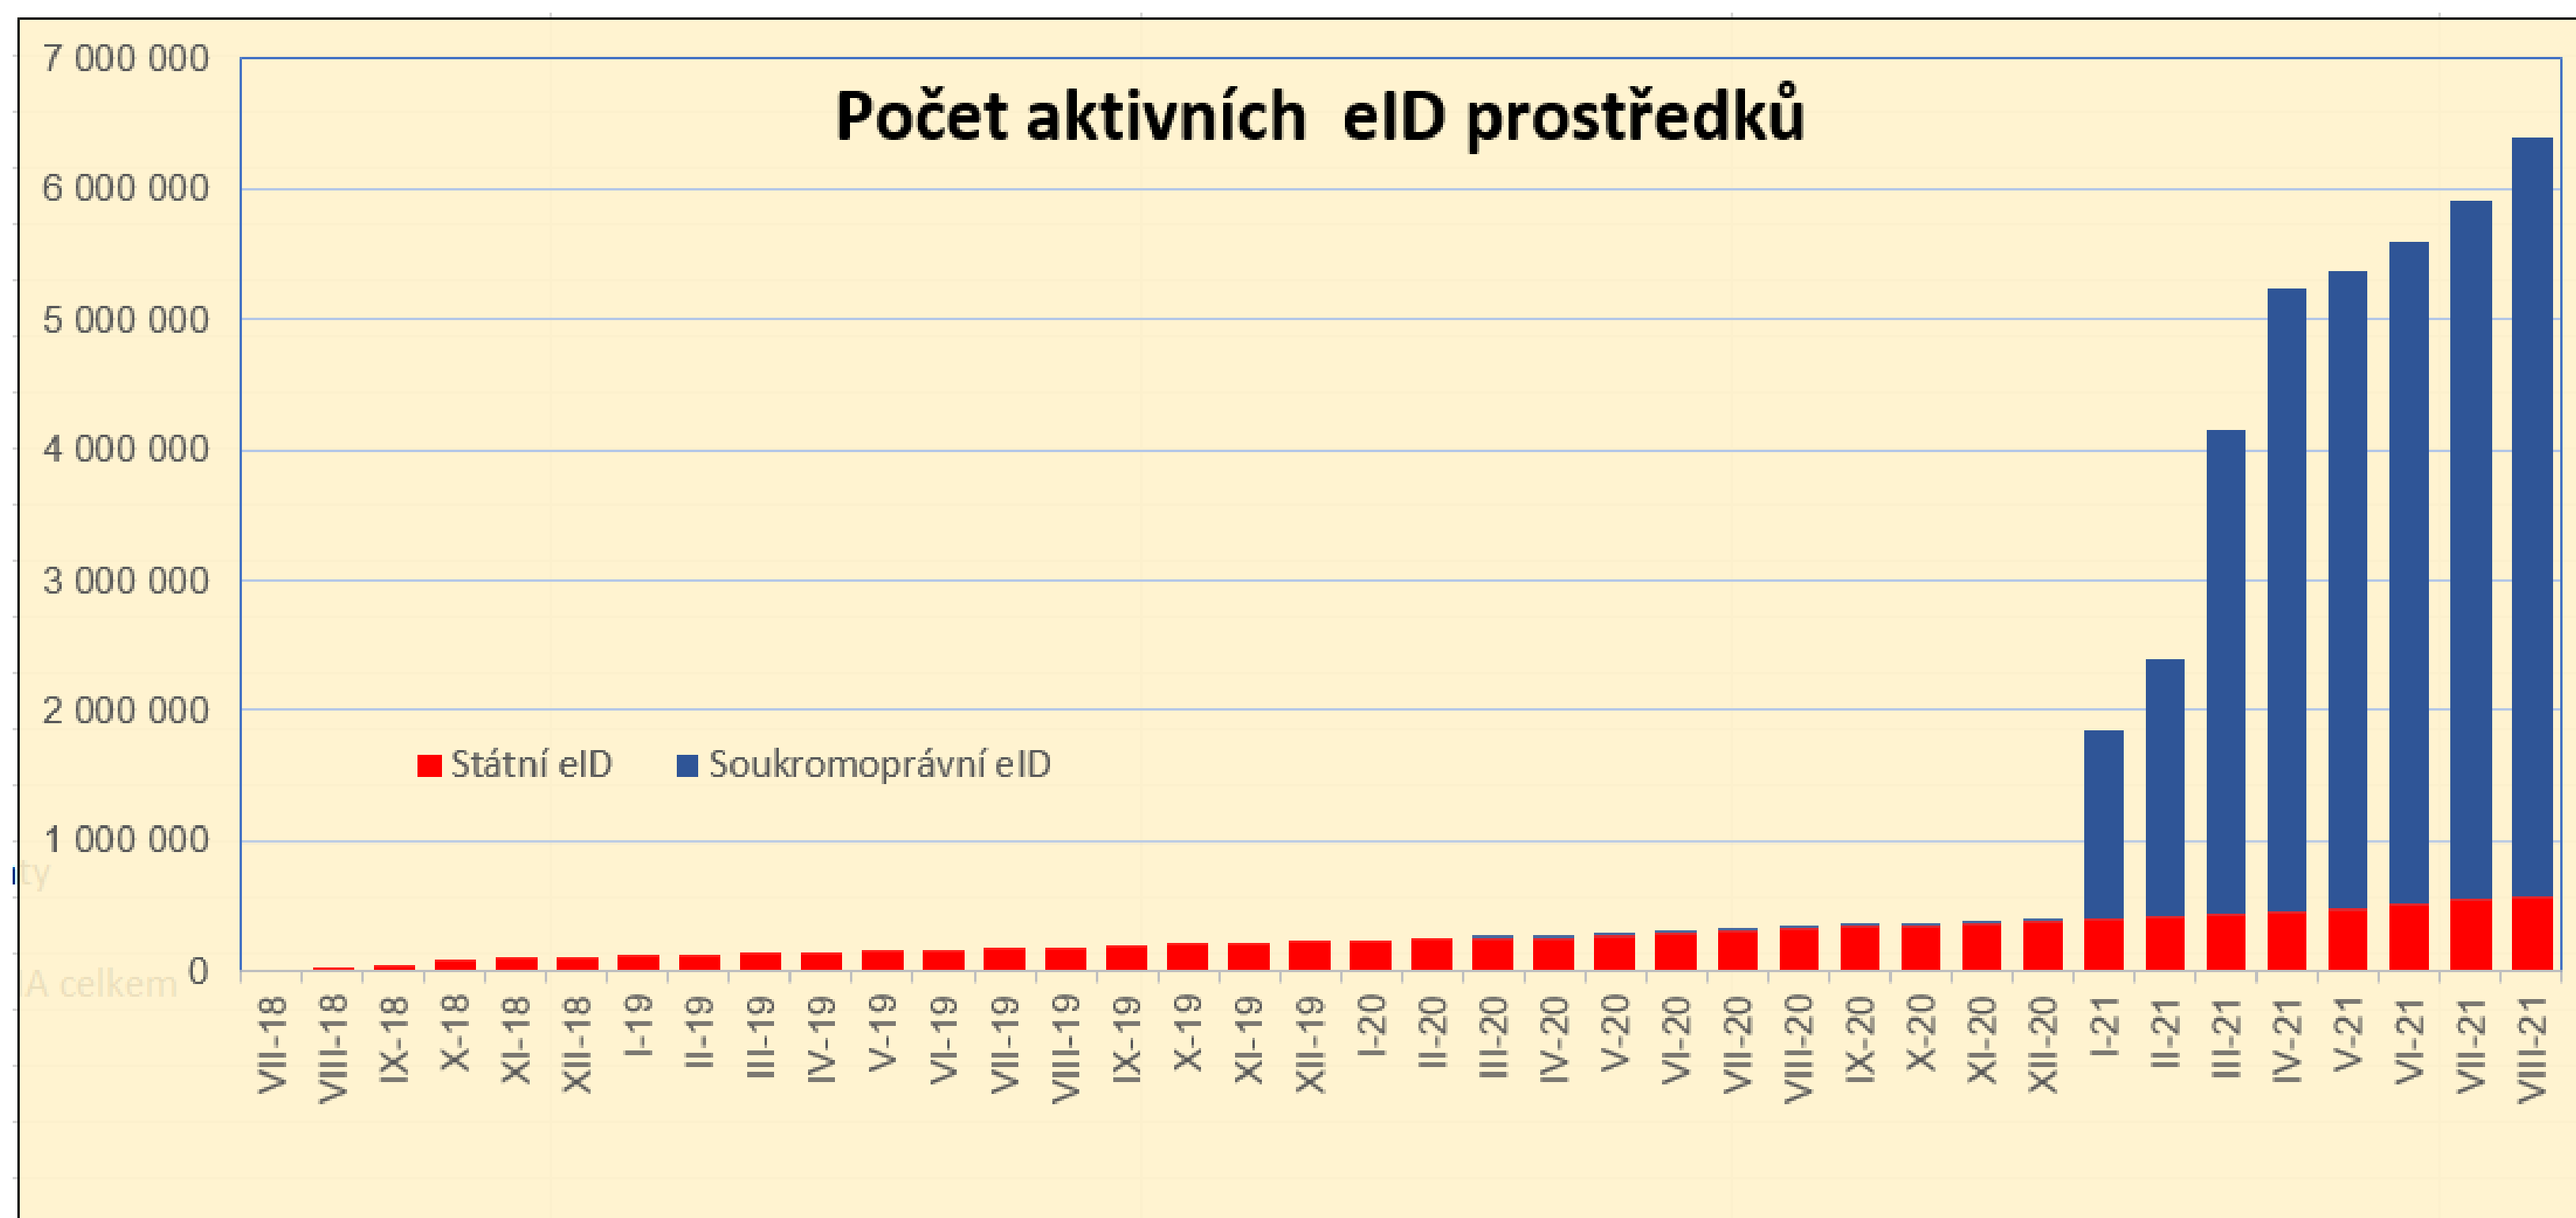 Počet aktivních eID prostředků
7 000 000
6 000 000
5 000 000
4 000 000
3 000 000
2 000 000
1 000 000
0
Státní eID
Soukromoprávní eID
ty
A celkem
VII-18
VIII-18
IX-18
X-18
XI-18
XII-18
I-19
II-19
III-19
IV-19
V-19
VI-19
VII-19
VIII-19
IX-19
X-19
XI-19
XII-19
I-20
II-20
III-20
IV-20
V-20
VI-20
VII-20
VIII-20
IX-20
X-20
XI-20
XII-20
I-21
II-21
III-21
IV-21
V-21
VI-21
VII-21
VIII-21